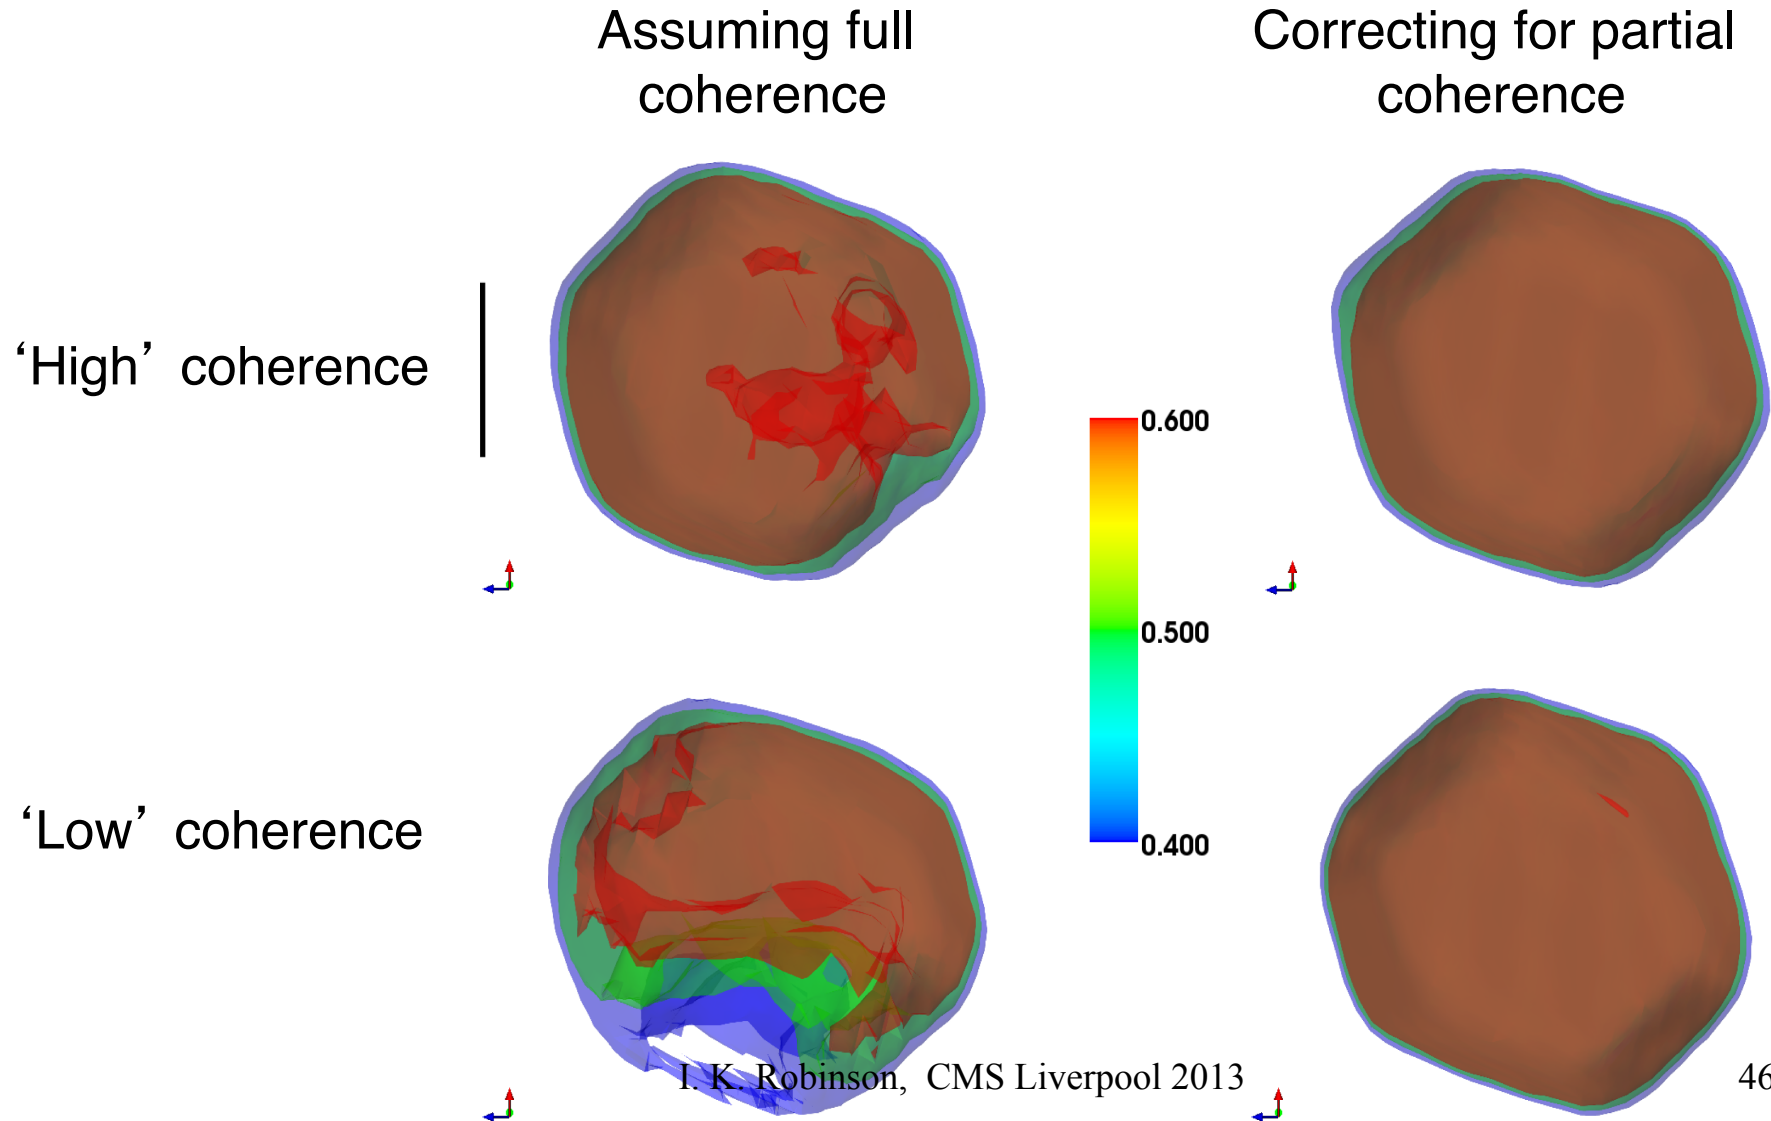 Assuming full
coherence
Correcting for partial
coherence
‘High’ coherence
0.600
0.500
0.400
‘Low’ coherence
I. K. Robinson, CMS Liverpool 2013
46